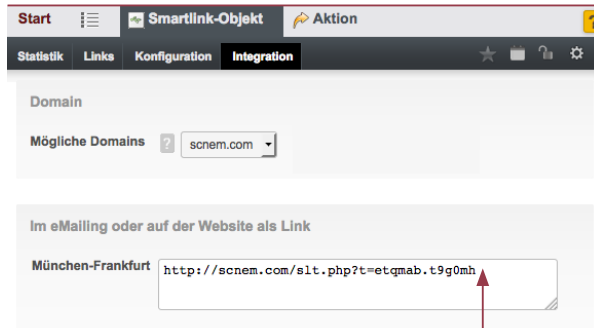 Start Smartlink-Objekt Aktion ?
Statistik Links Konfiguration Integration
Domain
Mögliche Domains ? scnem.com
Im eMailing oder auf der Website als Link
München-Frankfurt http://scnem.com/slt.php?t=etqmab.t9g0mh